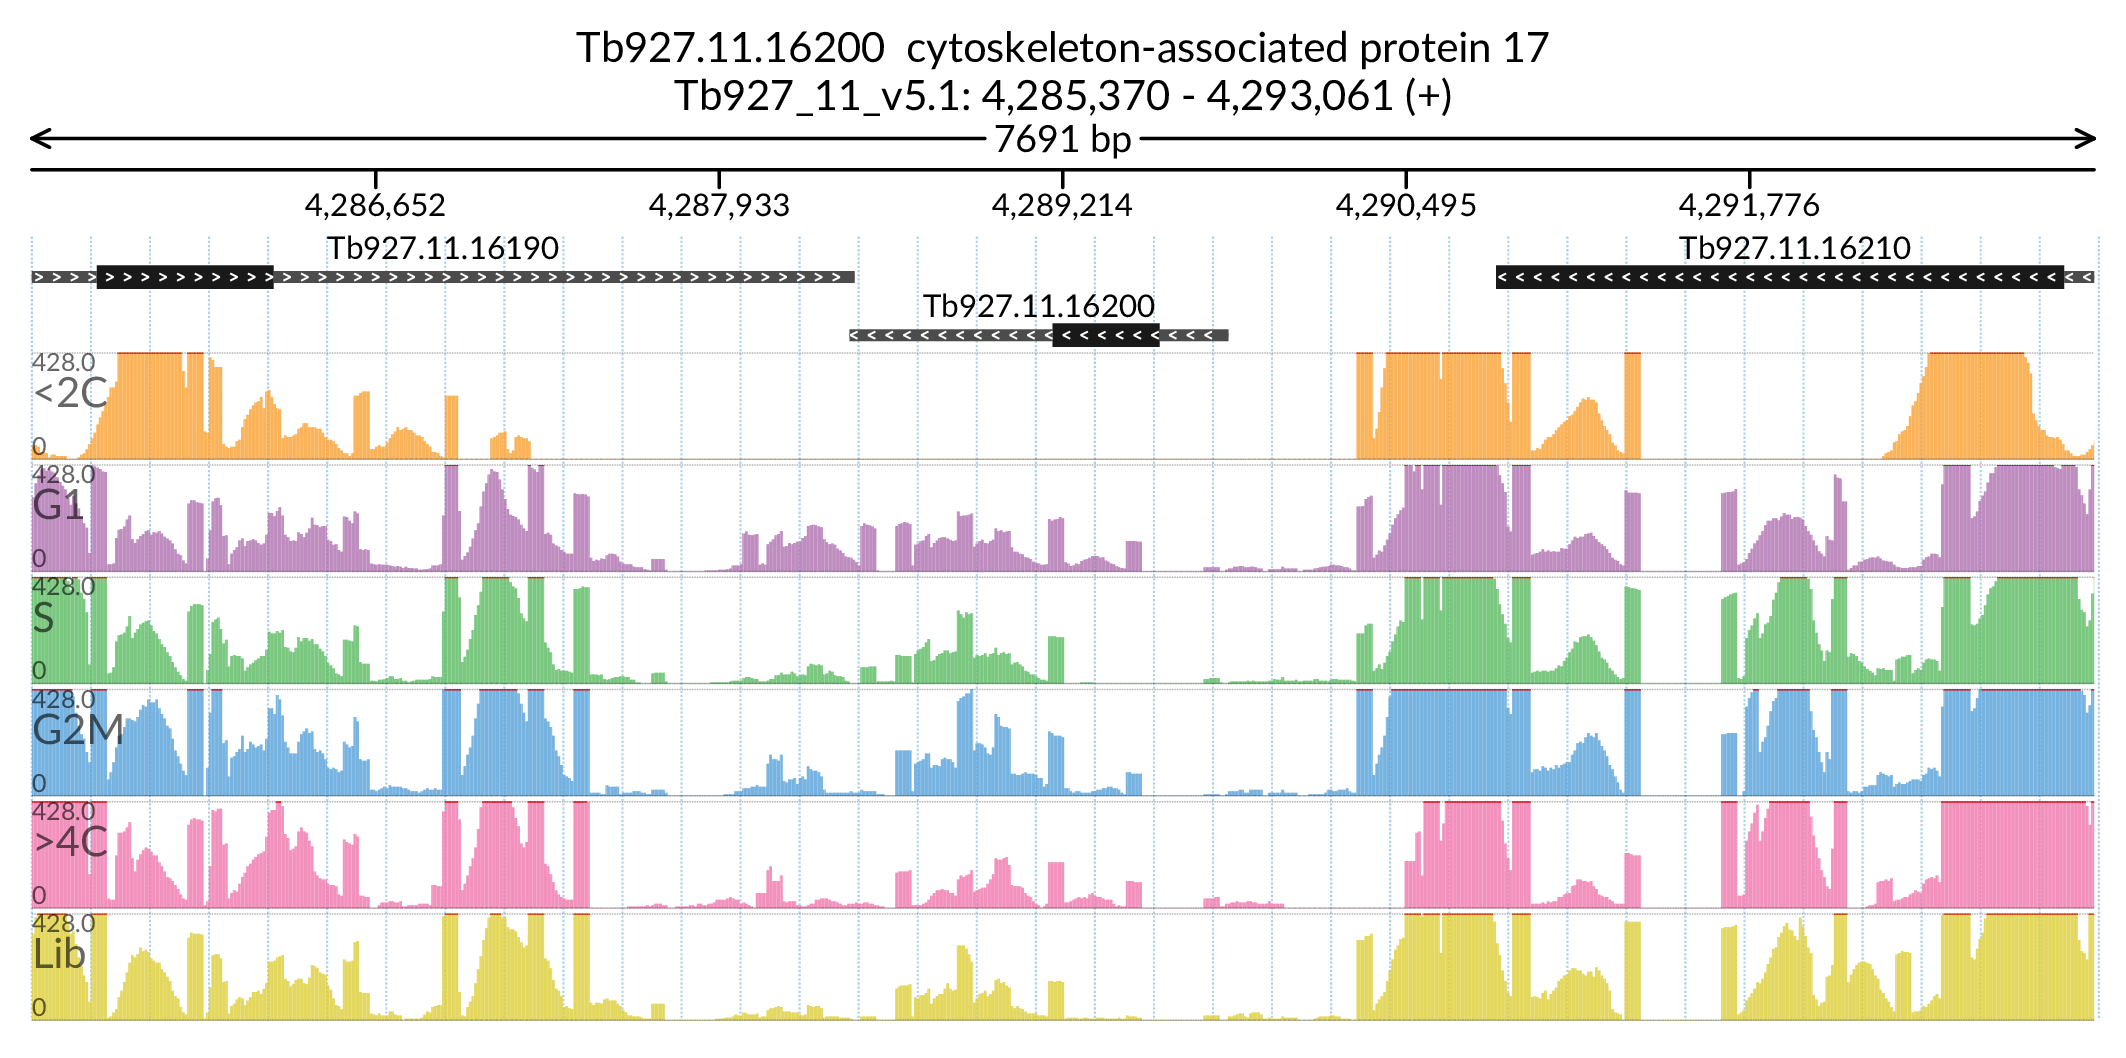 Tb927.11.16200  cytoskeleton-associated protein 17
Tb927_11_v5.1: 4,285,370 - 4,293,061 (+)
7691 bp
4,286,652 4,287,933 4,289,214 4,290,495 4,291,776
Tb927.11.16190 Tb927.11.16210
Tb927.11.16200
428.0
<2C
0
428.0
G1
0
428.0
S
0
428.0
G2M
0
428.0
>4C
0
428.0
Lib
0